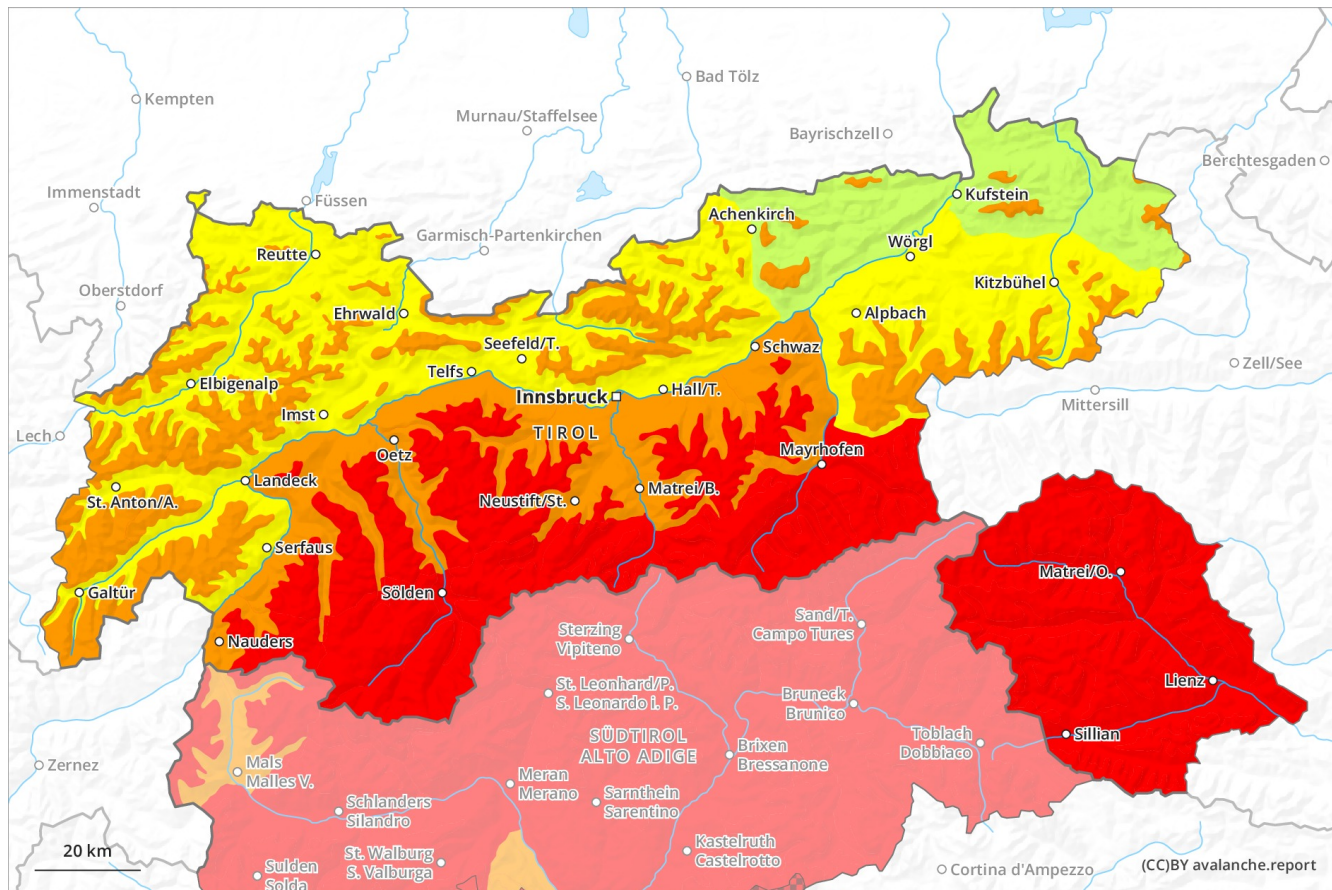 Bad Tölz
Kempten
Murnau/Staffelsee
Bayrischzell
Berchtesgaden
Immenstadt
Füssen
Kufstein
Achenkirch
Garmisch-Partenkirchen
Reutte
Wörgl
Oberstdorf
Kitzbühel
Ehrwald
Alpbach
Seefeld/T.
Schwaz
Zell/See
Telfs
Elbigenalp
Innsbruck
Hall/T.
Mittersill
Imst
Lech
TIROL
Oetz
Mayrhofen
Landeck
St. Anton/A.
Neustift/St.
Matrei/B.
Serfaus
Matrei/O.
Galtür
Sölden
Sand/T.
Campo Tures
Sterzing
Vipiteno
Nauders
Lienz
St. Leonhard/P.
S. Leonardo i. P.
Bruneck
Brunico
SÜDTIROL
ALTO ADIGE
Sillian
Toblach
Dobbiaco
Brixen
Bressanone
Zernez
Mals
Malles V.
Meran
Merano
Schlanders
Silandro
Sarnthein
Sarentino
Kastelruth
Castelrotto
20 km
St. Walburg
S. Valburga
Sulden
Solda
Cortina d'Ampezzo
(CC)BY avalanche.report